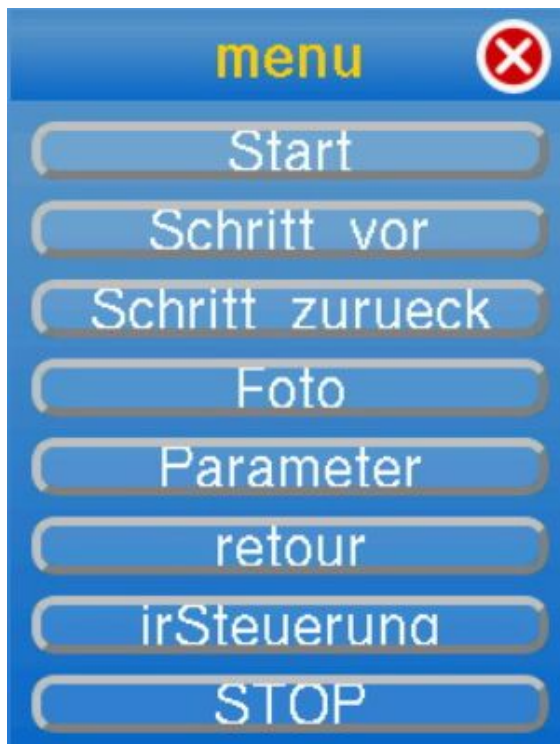 menu
Start
Schritt vor
Schritt zurueck
Foto
Parameter
retour
irSteuerung
STOP